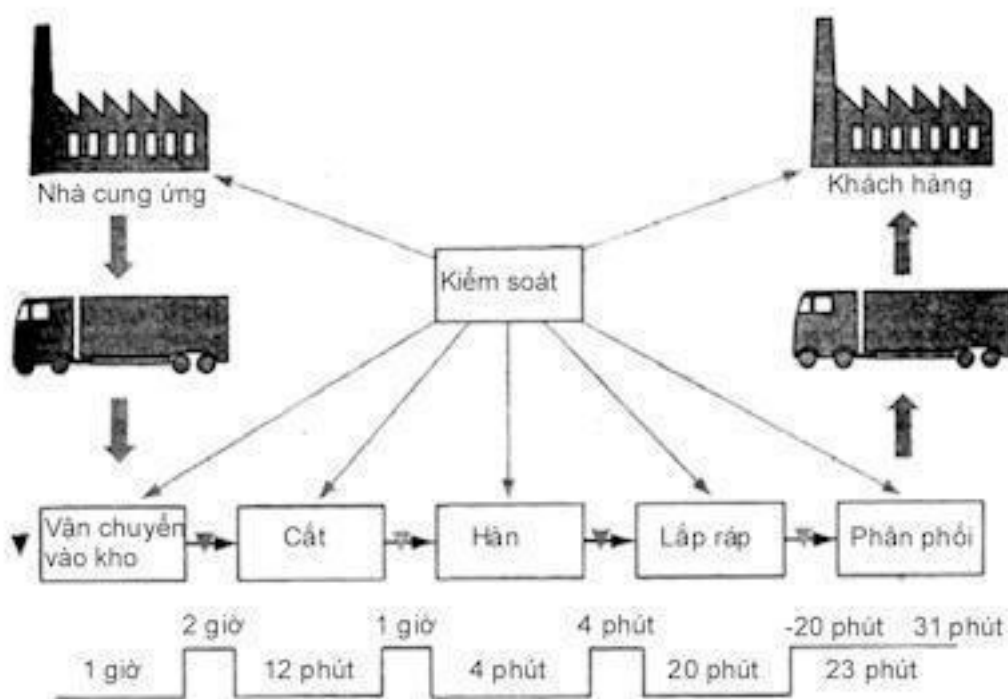 Nhà cung ứng
Khách hàng
Kiểm soát
Vận chuyển
vào kho
Cắt
Hàn
Lắp ráp
Phân phối
2 giờ
1 giờ
4 phút
-20 phút
31 phút
1 giờ
12 phút
4 phút
20 phút
23 phút